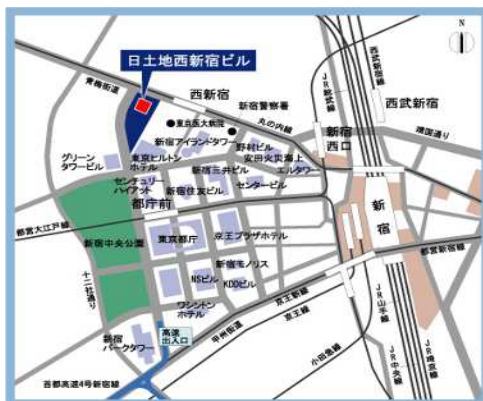 日土地西新宿ビル
N
青梅街道
西新宿
新宿警察署
丸の内線
JR
西武新宿
靖国通り
東京医大病院
新宿アイランドタワー
野村ビル
新宿
西口
安田火災海上
エルタワー
グリーン
タワービル
東京ヒルトン
ホテル
新宿三井ビル
センチュリー
ハイアット
新宿住友ビル
センタービル
都庁前
新宿
都営大江戸線
新宿中央公園
東京都庁
京王プラザホテル
都営新宿線
十二社通り
新宿モノリス
NSビル
KDDビル
ワシントン
ホテル
京王新線
京王線
甲州街道
JR山手線
高速
出入口
新宿
パークタワー
小田急線
JR中央線
JR埼京線
首都高速4号新宿線